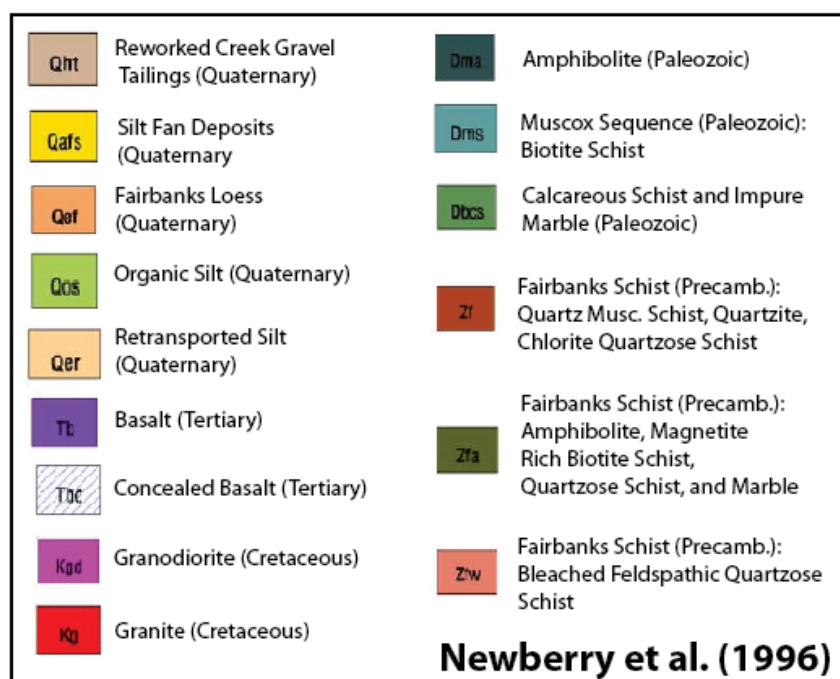 Qht
Reworked Creek Gravel
Tailings (Quaternary)
Qafs
Silt Fan Deposits
(Quaternary
Qef
Fairbanks Loess
(Quaternary)
Qos
Organic Silt (Quaternary)
Qer
Retransported Silt
(Quaternary)
Tb
Basalt (Tertiary)
Tbc
Concealed Basalt (Tertiary)
Kgd
Granodiorite (Cretaceous)
Kg
Granite (Cretaceous)
Dma
Amphibolite (Paleozoic)
Dms
Muscox Sequence (Paleozoic):
Biotite Schist
Dbcs
Calcareous Schist and Impure
Marble (Paleozoic)
Zf
Fairbanks Schist (Precamb.):
Quartz Musc. Schist, Quartzite,
Chlorite Quartzose Schist
Zfa
Fairbanks Schist (Precamb.):
Amphibolite, Magnetite
Rich Biotite Schist,
Quartzose Schist, and Marble
Zfw
Fairbanks Schist (Precamb.):
Bleached Feldspathic Quartzose
Schist
Newberry et al. (1996)